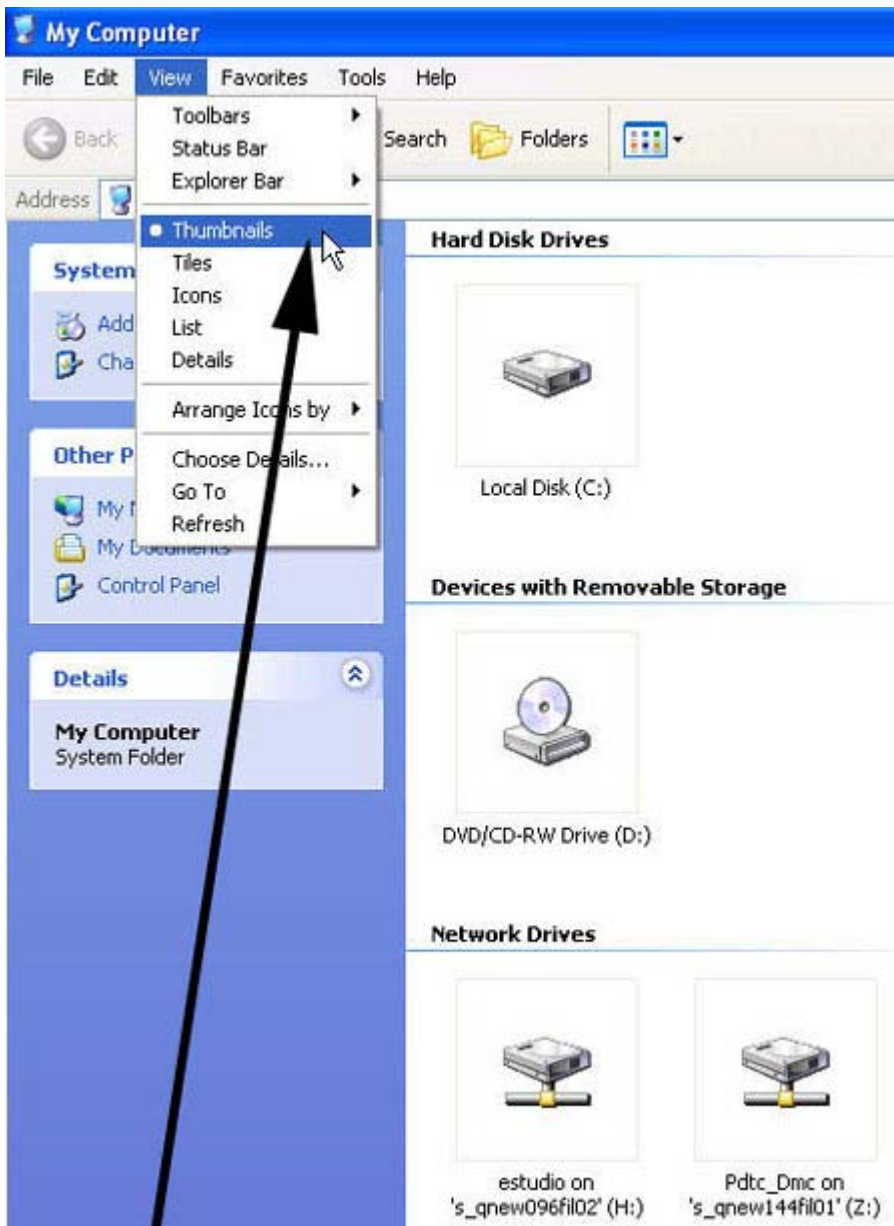 My Computer
File Edit View Favorites Tools Help
Back Search Folders
Toolbars
Status Bar
Explorer Bar
Address
Thumbnails
Tiles
Icons
List
Details
Arrange Icons by
Choose Details...
Go To
Refresh
System
Add
Cha
Other P
My
My Documents
Control Panel
Details
My Computer
System Folder
Hard Disk Drives
Local Disk (C:)
Devices with Removable Storage
DVD/CD-RW Drive (D:)
Network Drives
estudio on
's_qnew096fil02' (H:)
Pdtc_Dmc on
's_qnew144fil01' (Z:)